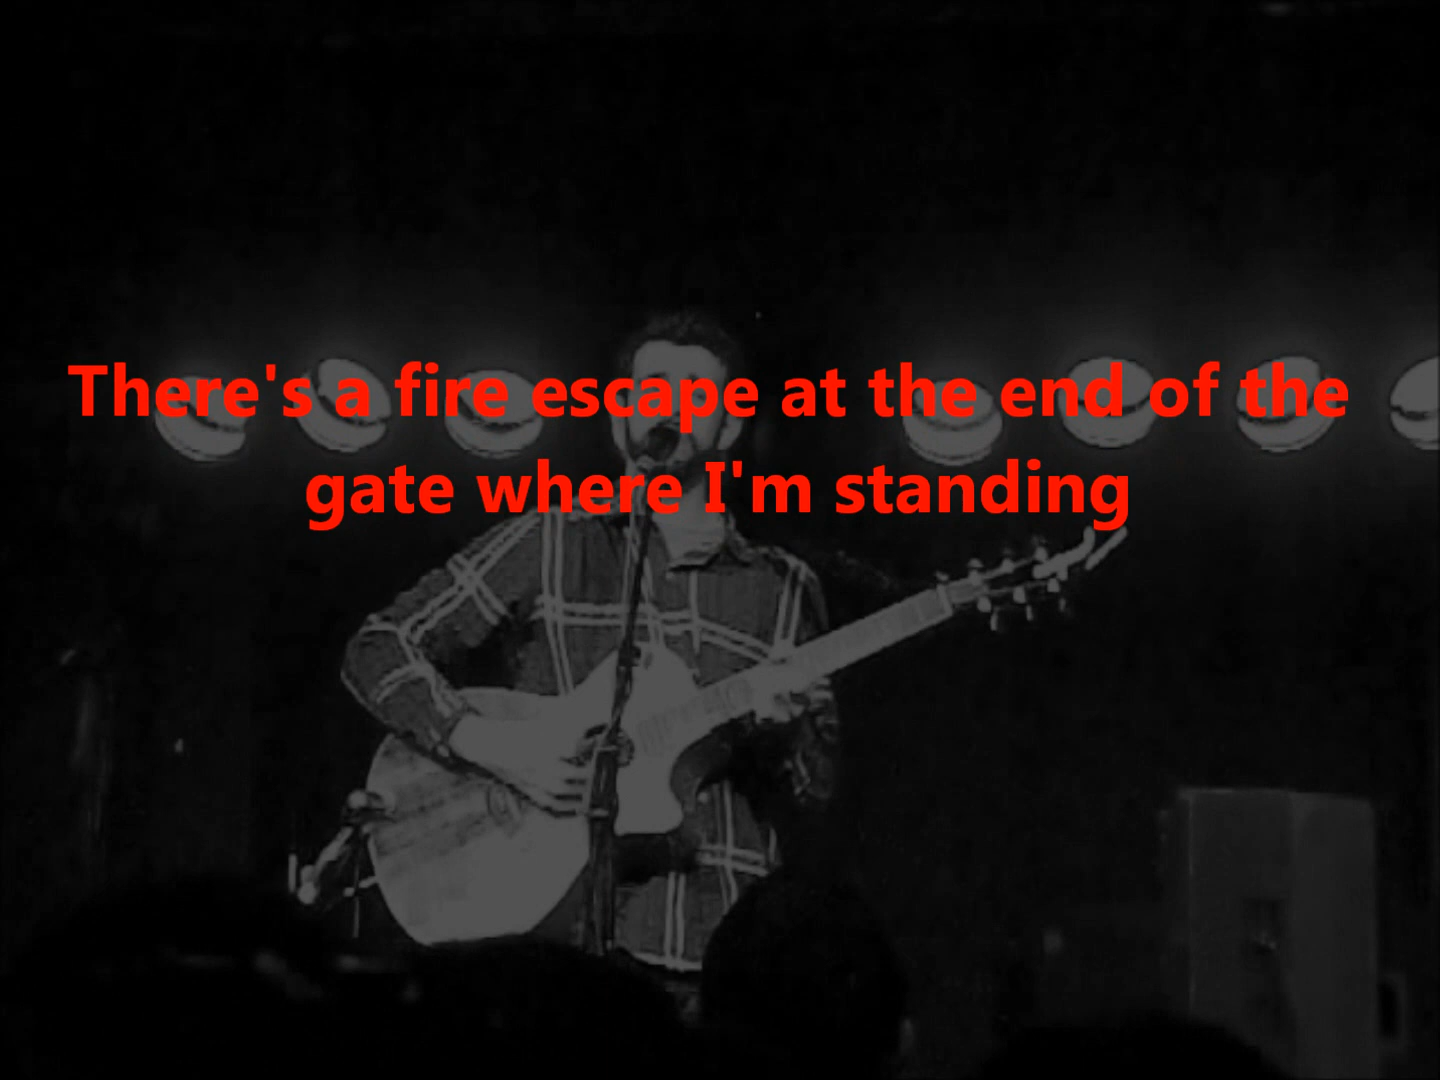 There's a fire escape at the end of the
gate where I'm standing